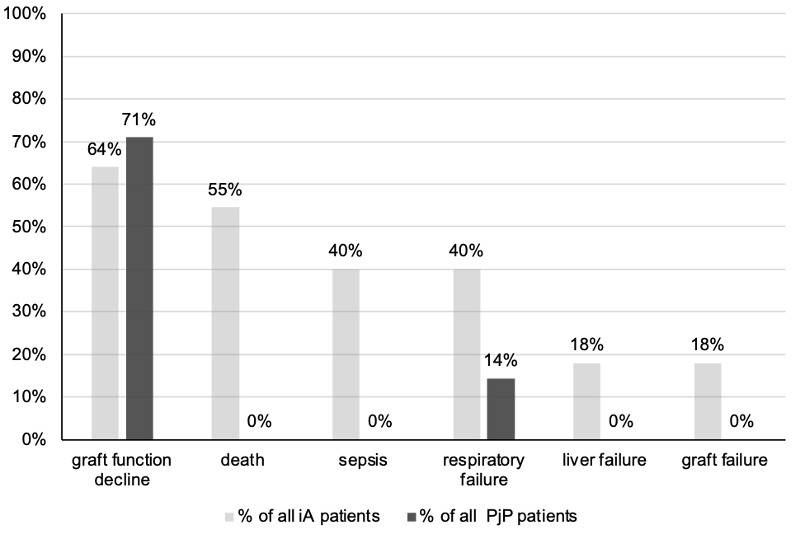 100%
90%
80%
70%
60%
50%
40%
30%
20%
10%
0%
64%
71%
55%
0%
40%
0%
40%
14%
18%
0%
18%
0%
graft function
decline
death
sepsis
respiratory
failure
liver failure
graft failure
% of all iA patients
% of all PjP patients